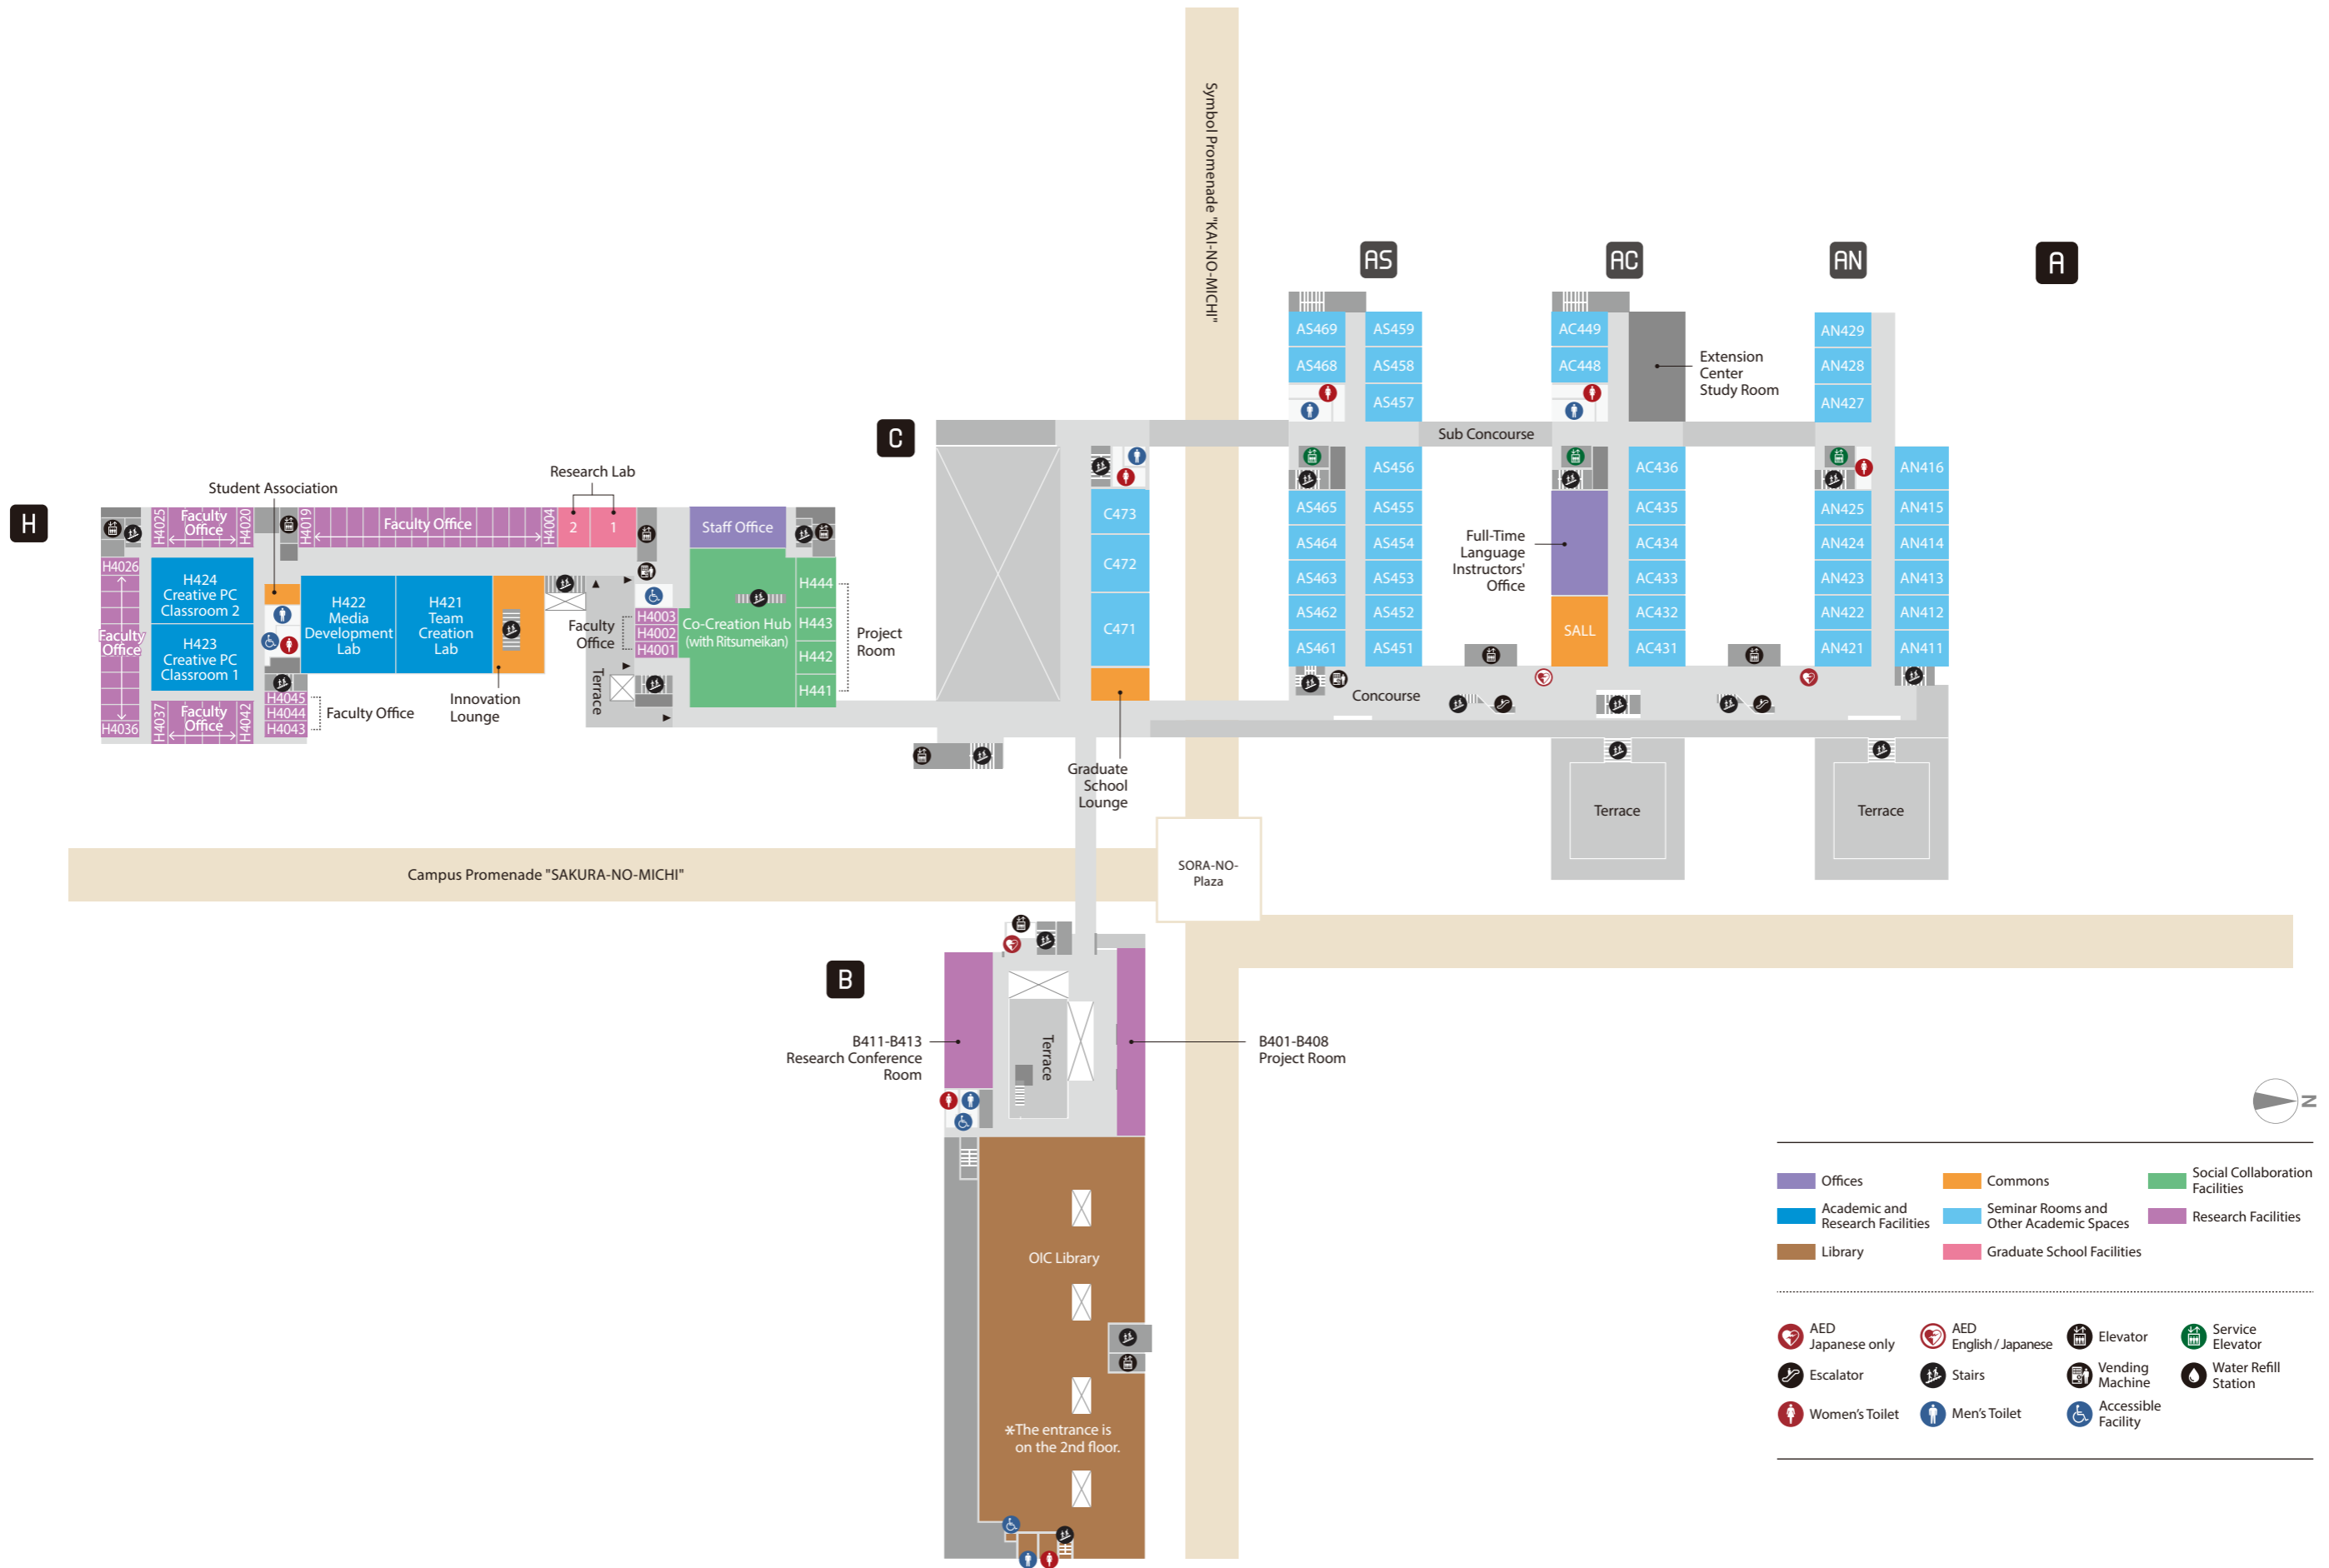 Symbol Promenade "KAI-NO-MICHI"
AS
AC
AN
A
AS469
AS459
AS468
AS458
AS457
AC449
AC448
Extension
Center
Study Room
AN429
AN428
AN427
Sub Concourse
C
AS456
AS465
AS455
AS464
AS454
AS463
AS453
AS462
AS452
AS461
AS451
Full-Time
Language
Instructors'
Office
SALL
AC436
AC435
AC434
AC433
AC432
AC431
AN416
AN425
AN415
AN424
AN414
AN423
AN413
AN422
AN412
AN421
AN411
Concourse
Terrace
Terrace
C473
C472
C471
Graduate
School
Lounge
H
Student Association
Research Lab
H4025
Faculty
Office
H4020
H4019
Faculty Office
H4004
2
1
Staff Office
H4026
Faculty
Office
H4036
H424
Creative PC
Classroom 2
H423
Creative PC
Classroom 1
H422
Media
Development
Lab
H421
Team
Creation
Lab
Innovation
Lounge
H4037
Faculty
Office
H4042
H4045
H4044
H4043
Faculty Office
Terrace
Faculty
Office
H4003
H4002
H4001
Co-Creation Hub
(with Ritsumeikan)
H444
H443
H442
H441
Project
Room
Campus Promenade "SAKURA-NO-MICHI"
SORA-NO-
Plaza
B
B411-B413
Research Conference
Room
Terrace
B401-B408
Project Room
OIC Library
*The entrance is
on the 2nd floor.
N
Offices
Commons
Social Collaboration
Facilities
Academic and
Research Facilities
Seminar Rooms and
Other Academic Spaces
Research Facilities
Library
Graduate School Facilities
AED
Japanese only
AED
English / Japanese
Elevator
Service
Elevator
Escalator
Stairs
Vending
Machine
Water Refill
Station
Women's Toilet
Men's Toilet
Accessible
Facility